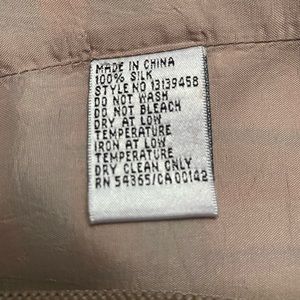 MADE IN CHINA
100% SILK
STYLE NO 13139458
DO NOT WASH
DO NOT BLEACH
DRY AT LOW
TEMPERATURE
IRON AT LOW
TEMPERATURE
DRY CLEAN ONLY
RN 54365/CA 00142